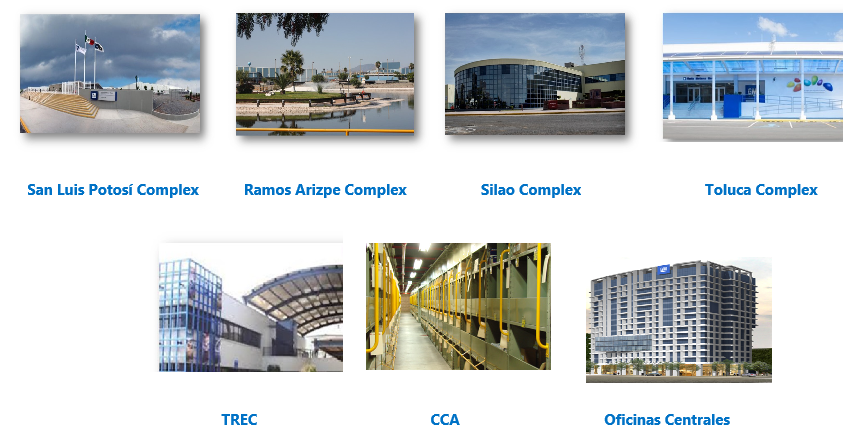 San Luis Potosí Complex
Ramos Arizpe Complex
Silao Complex
Toluca Complex
TREC
CCA
Oficinas Centrales